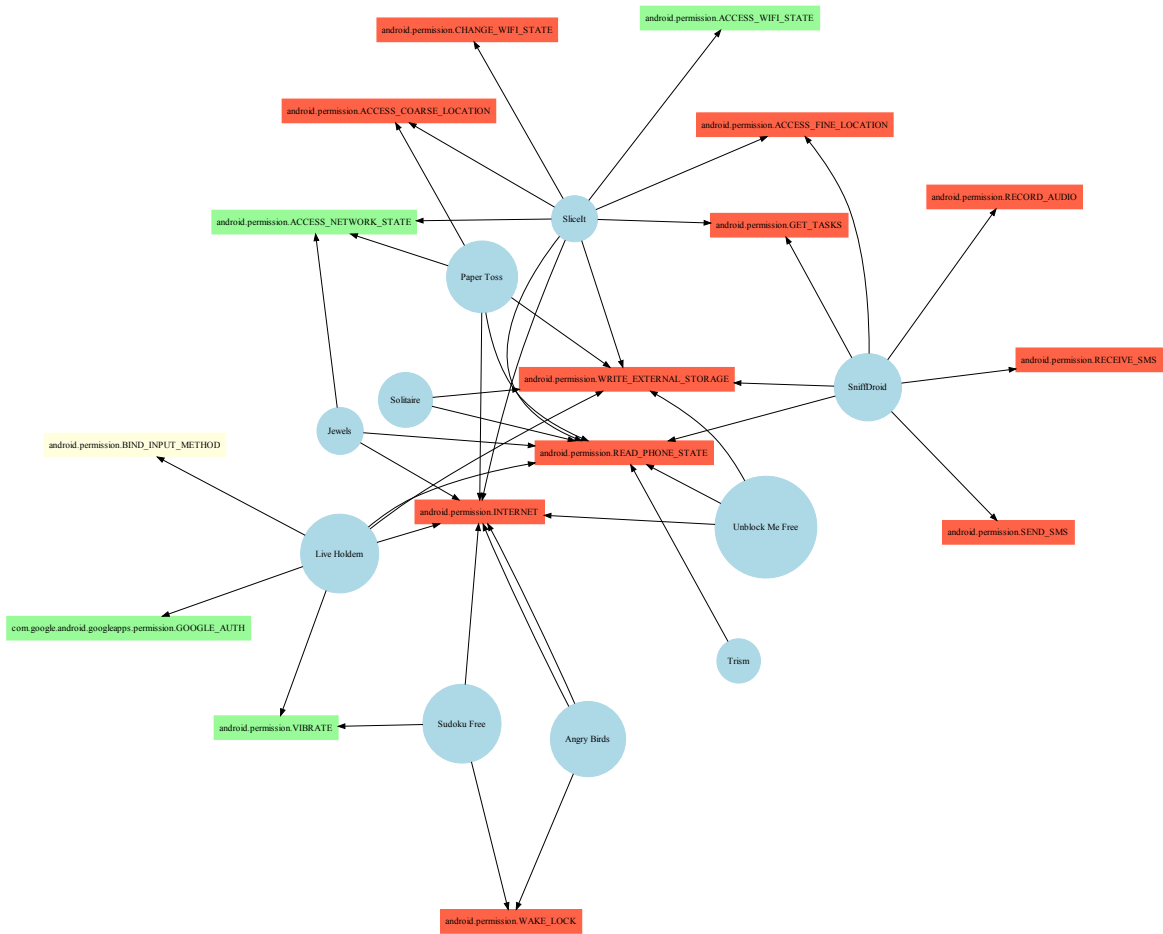 android.permission.ACCESS_WIFI_STATE
android.permission.CHANGE_WIFI_STATE
android.permission.ACCESS_COARSE_LOCATION
android.permission.ACCESS_FINE_LOCATION
android.permission.RECORD_AUDIO
android.permission.ACCESS_NETWORK_STATE
SliceIt
android.permission.GET_TASKS
Paper Toss
android.permission.RECEIVE_SMS
android.permission.WRITE_EXTERNAL_STORAGE
SniffDroid
Solitaire
Jewels
android.permission.BIND_INPUT_METHOD
android.permission.READ_PHONE_STATE
android.permission.INTERNET
Unblock Me Free
android.permission.SEND_SMS
Live Holdem
com.google.android.googleapps.permission.GOOGLE_AUTH
Trism
android.permission.VIBRATE
Sudoku Free
Angry Birds
android.permission.WAKE_LOCK